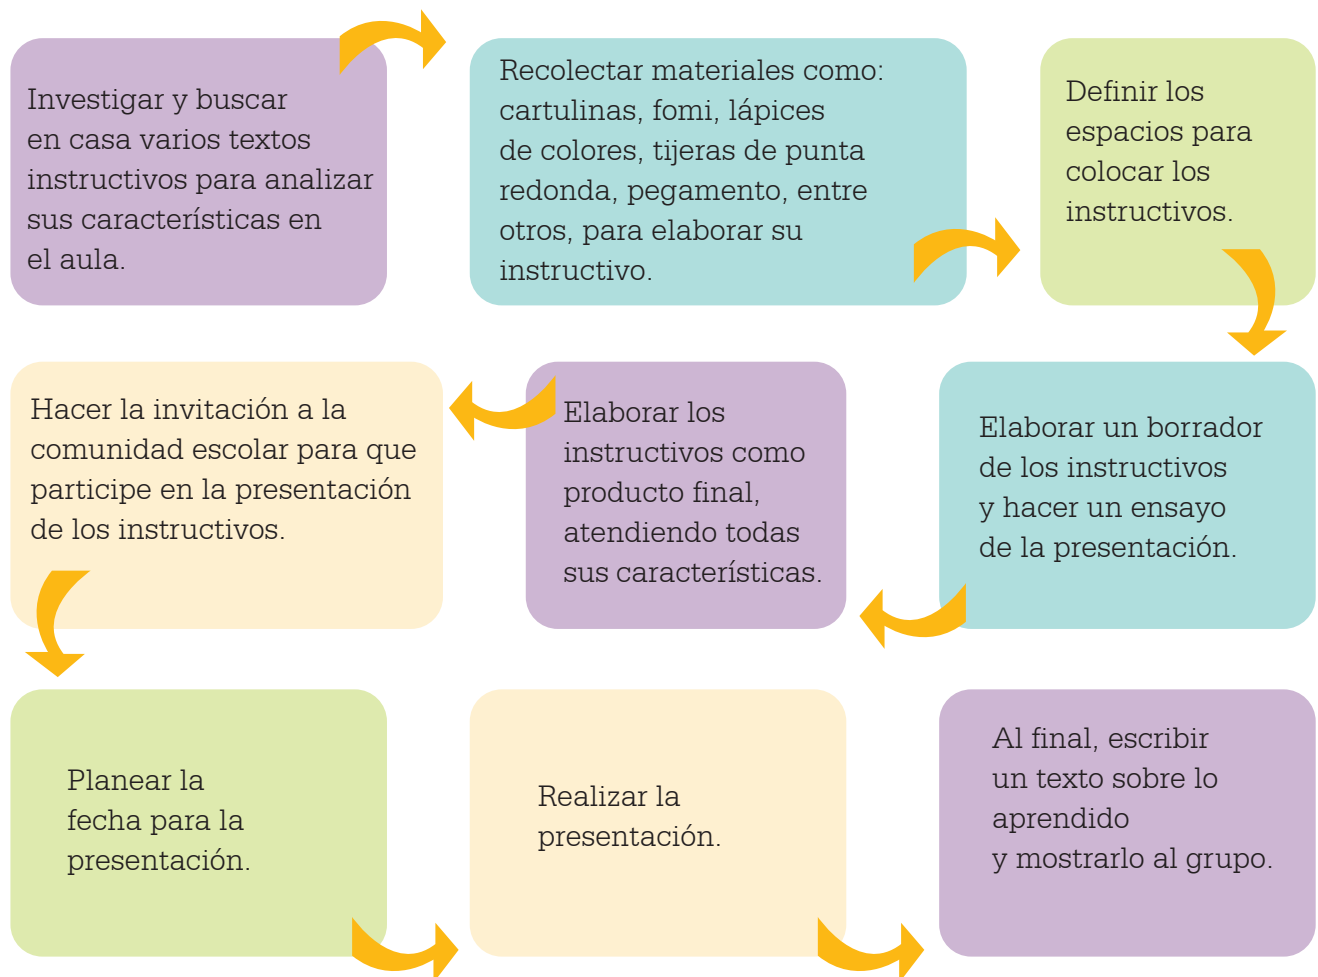 Investigar y buscar
en casa varios textos
instructivos para analizar
sus características en
el aula.
Recolectar materiales como:
cartulinas, fomi, lápices
de colores, tijeras de punta
redonda, pegamento, entre
otros, para elaborar su
instructivo.
Definir los
espacios para
colocar los
instructivos.
Elaborar un borrador
de los instructivos
y hacer un ensayo
de la presentación.
Elaborar los
instructivos como
producto final,
atendiendo todas
sus características.
Hacer la invitación a la
comunidad escolar para que
participe en la presentación
de los instructivos.
Planear la
fecha para la
presentación.
Realizar la
presentación.
Al final, escribir
un texto sobre lo
aprendido
y mostrarlo al grupo.